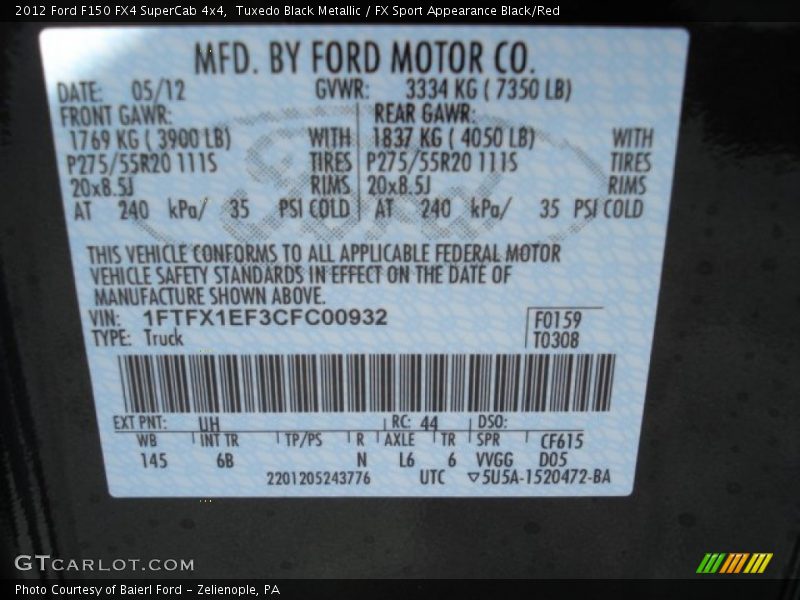 2012 Ford F150 FX4 SuperCab 4x4,  Tuxedo Black Metallic / FX Sport Appearance Black/Red
MFD. BY FORD MOTOR CO.
DATE: 05/12 GVWR: 3334 KG ( 7350 LB)
FRONT GAWR: REAR GAWR:
1769 KG ( 3900 LB) WITH 1837 KG ( 4050 LB) WITH
P275/55R20 111S TIRES P275/55R20 111S TIRES
20x8.5J RIMS 20x8.5J RIMS
AT 240 kPa/ 35 PSI COLD AT 240 kPa/ 35 PSI COLD
Ford
THIS VEHICLE CONFORMS TO ALL APPLICABLE FEDERAL MOTOR
VEHICLE SAFETY STANDARDS IN EFFECT ON THE DATE OF
MANUFACTURE SHOWN ABOVE.
VIN: 1FTFX1EF3CFC00932 F0159
TYPE: Truck T0308
EXT PNT: UH RC: 44 DSO:
WB INT TR TP/PS R AXLE TR SPR CF615
145 6B N L6 6 VVGG D05
2201205243776 UTC ▽5U5A-1520472-BA
GTCARLOT.COM
Photo Courtesy of Baierl Ford - Zelienople, PA